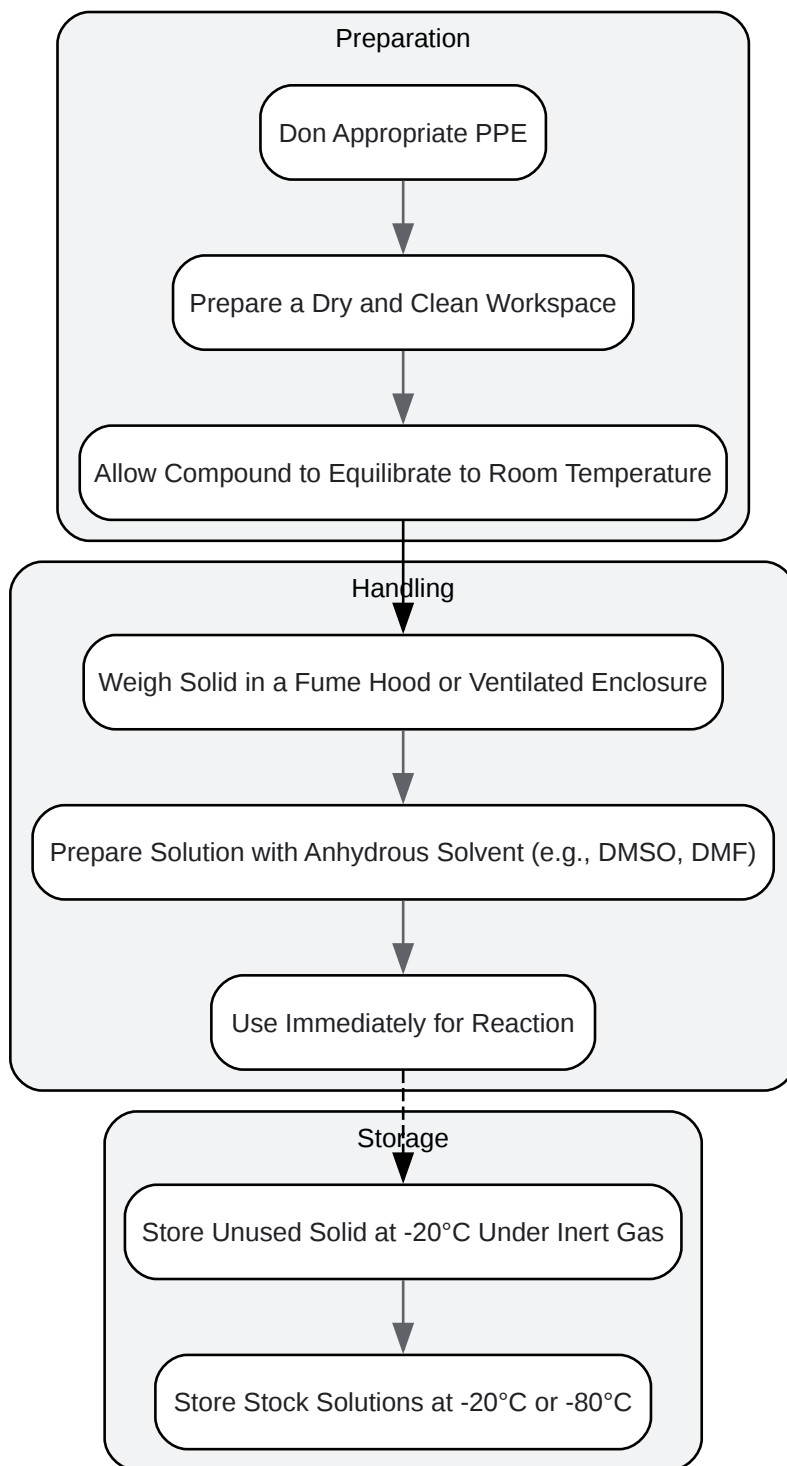 Preparation
Don Appropriate PPE
Prepare a Dry and Clean Workspace
Allow Compound to Equilibrate to Room Temperature
Handling
Weigh Solid in a Fume Hood or Ventilated Enclosure
Prepare Solution with Anhydrous Solvent (e.g., DMSO, DMF)
Use Immediately for Reaction
Storage
Store Unused Solid at -20°C Under Inert Gas
Store Stock Solutions at -20°C or -80°C